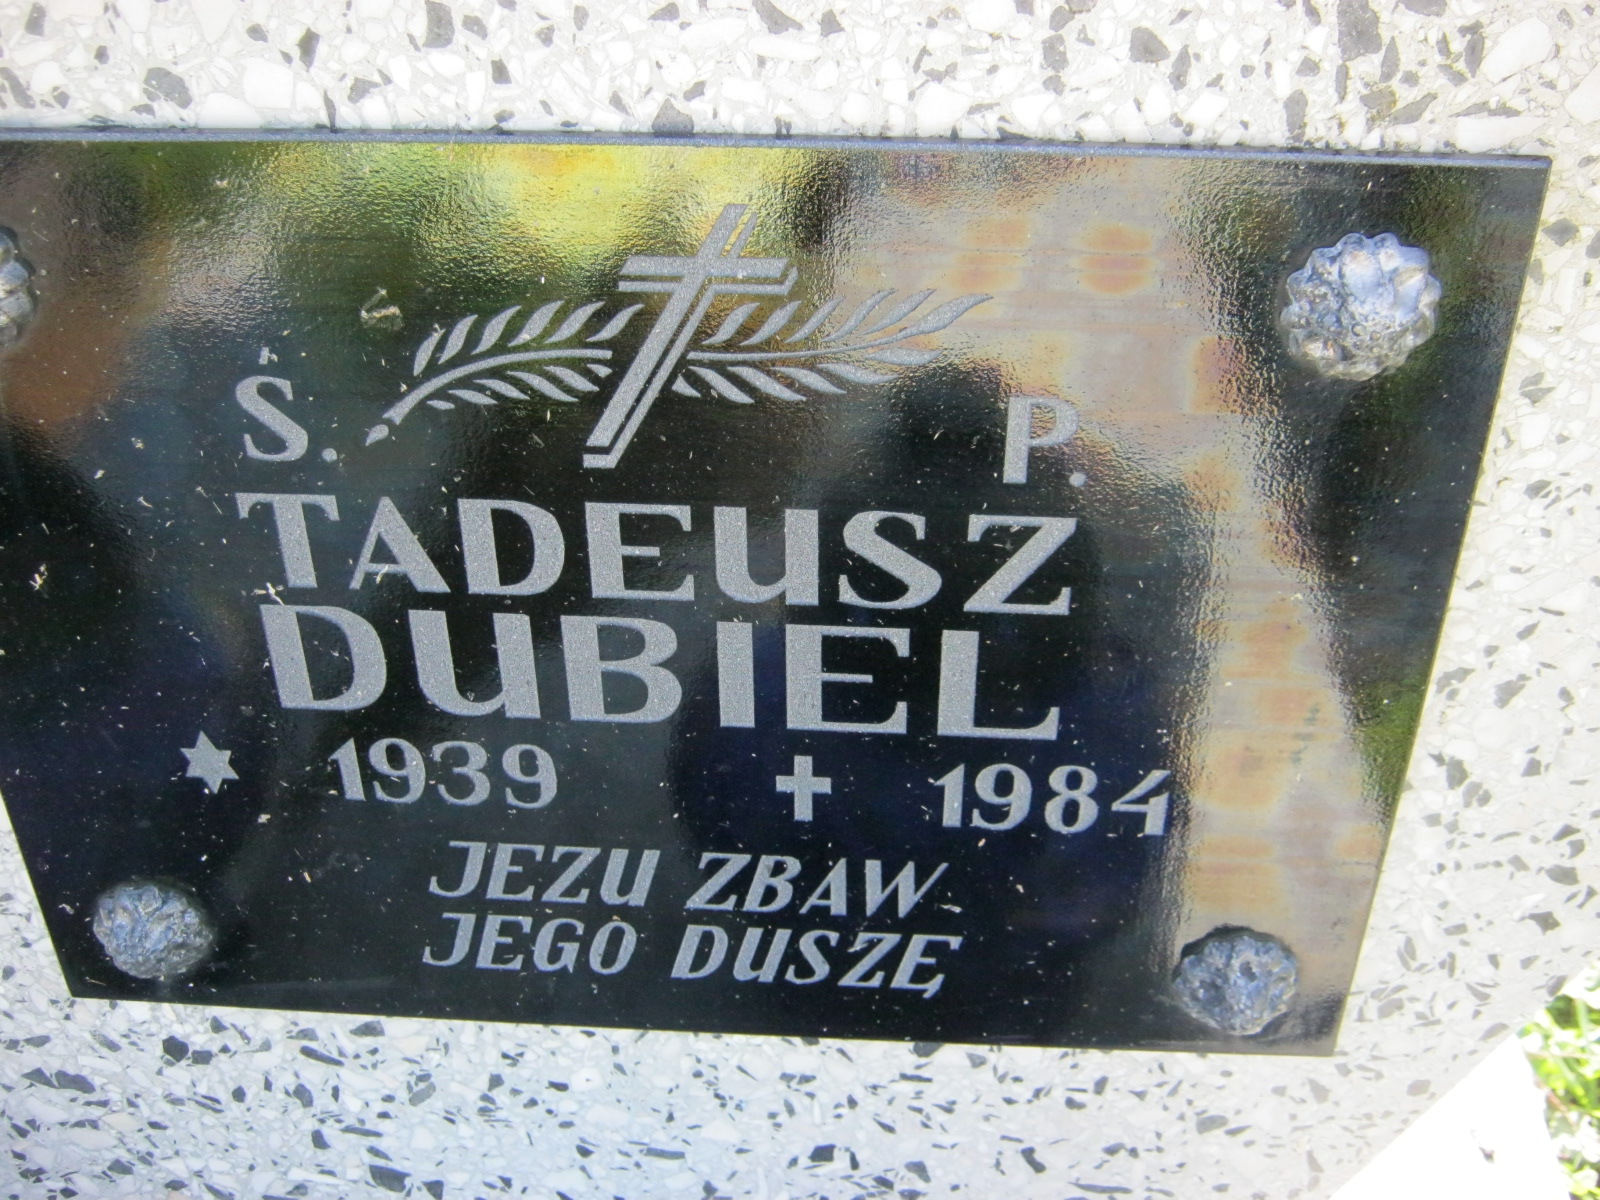 Ś. P.
TADEUSZ
DUBIEL
1939 1984
JEZU ZBAW
JEGO DUSZĘ